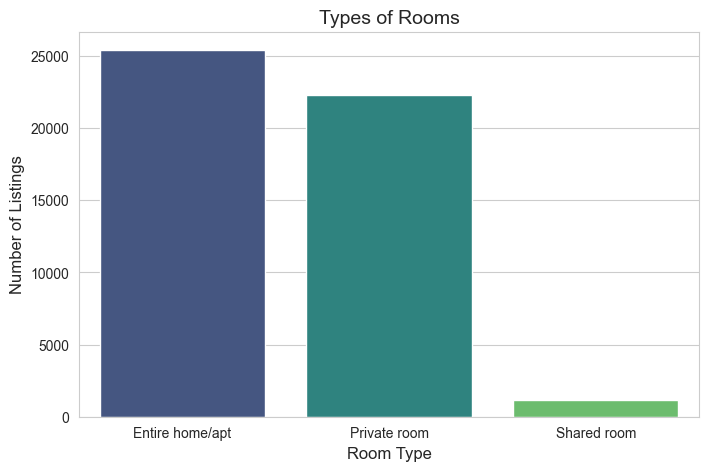 Types of Rooms
Number of Listings
25000
20000
15000
10000
5000
0
Entire home/apt
Private room
Shared room
Room Type